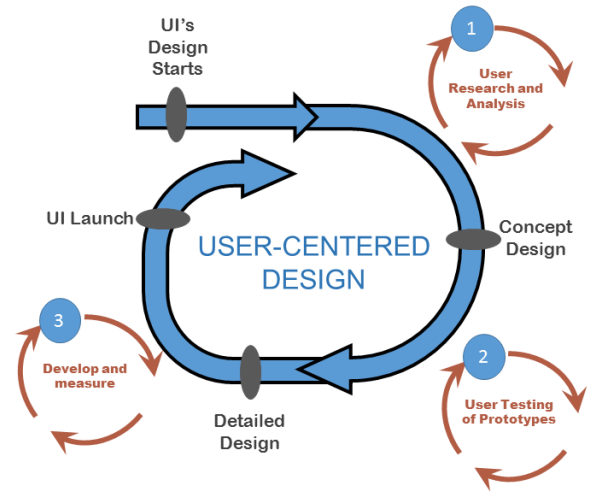 UI's
Design
Starts
1
User
Research and
Analysis
UI Launch
USER-CENTERED
DESIGN
Concept
Design
3
Develop and
measure
2
User Testing
of Prototypes
Detailed
Design